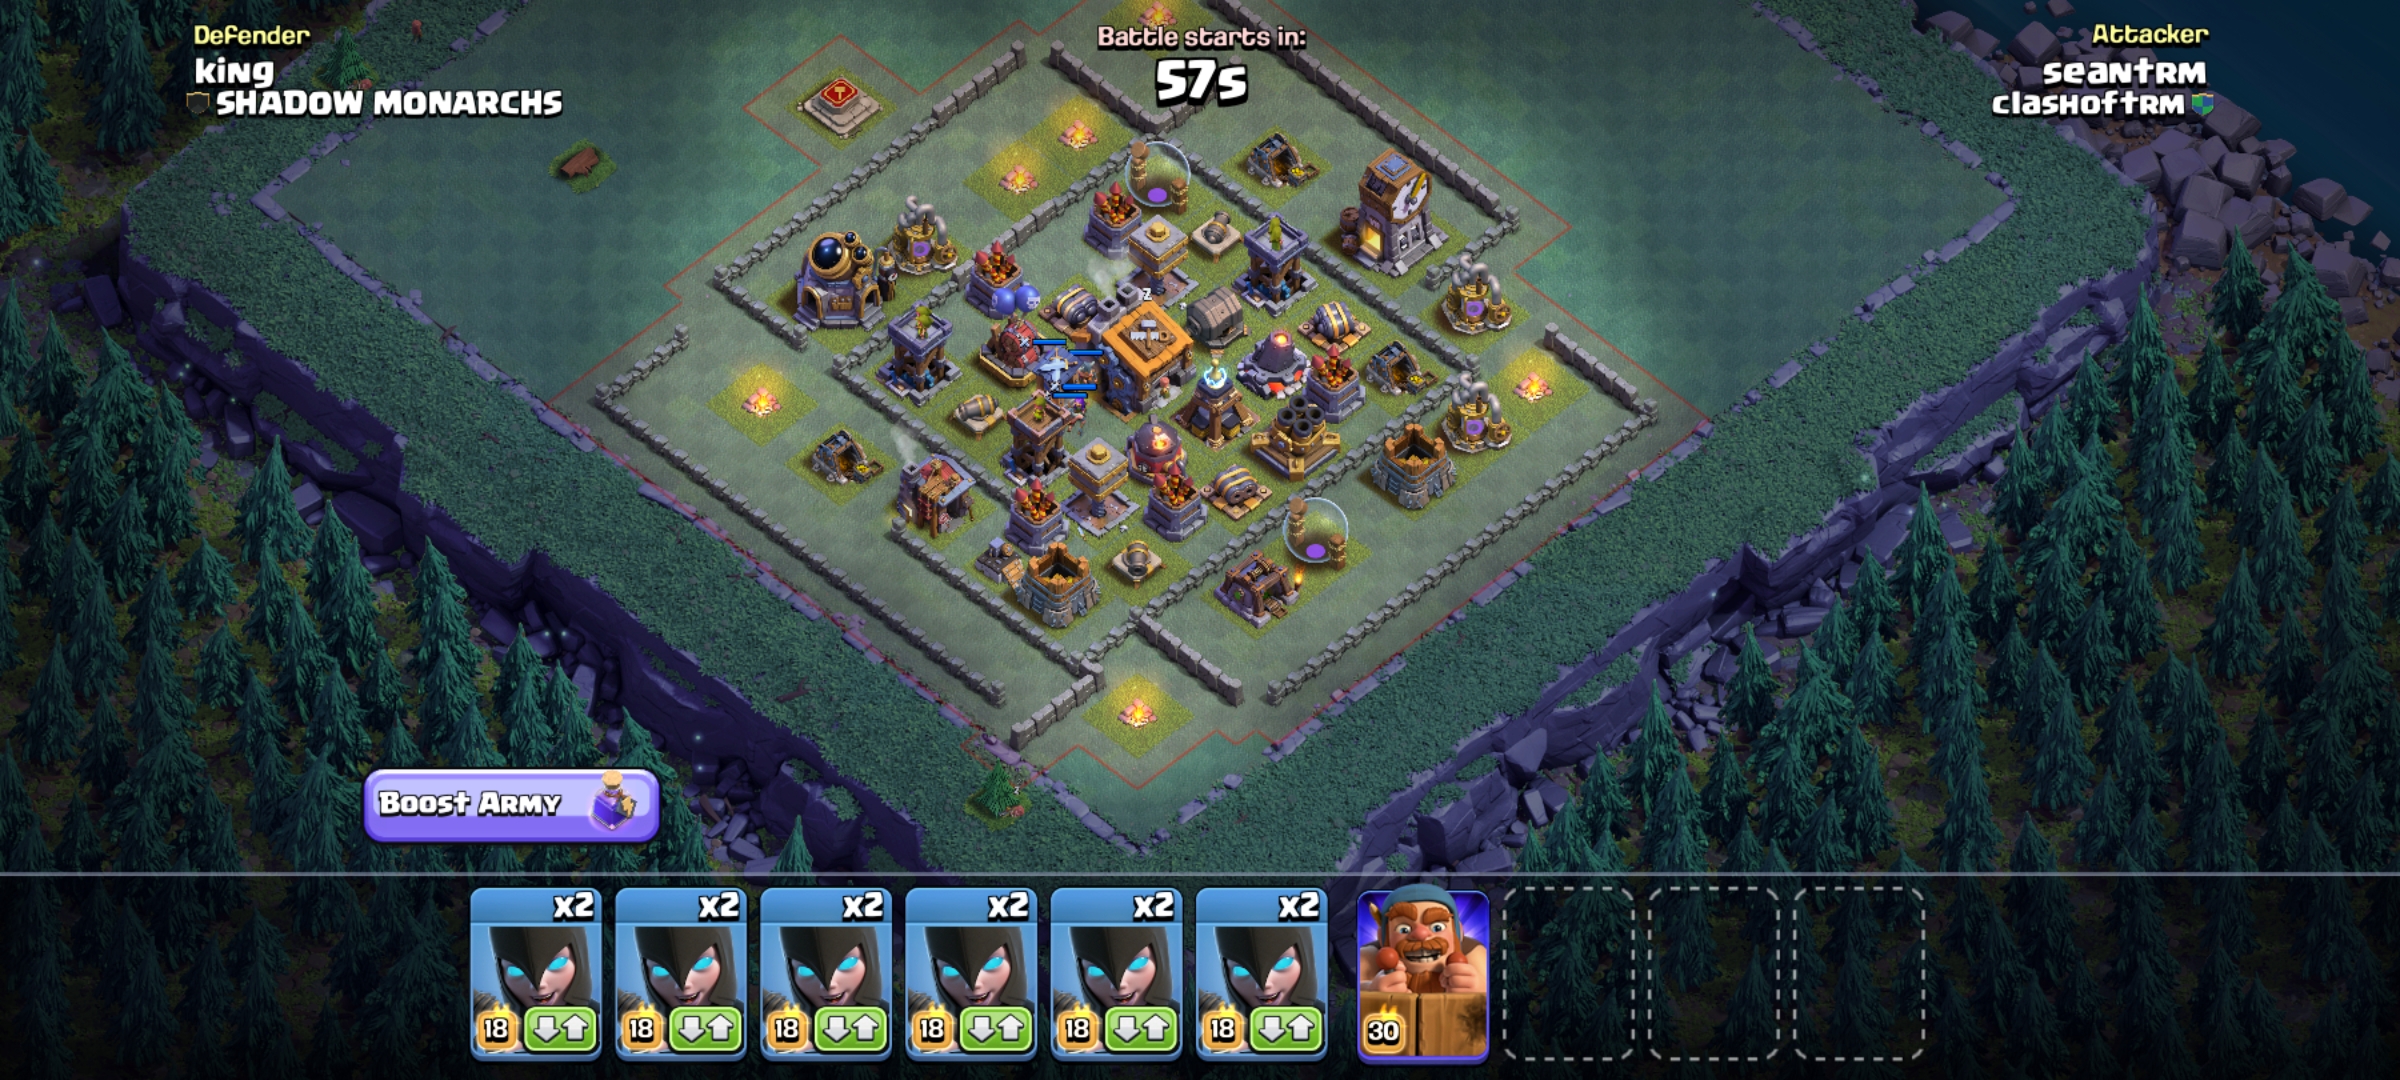 Defender
king
SHADOW MONARCHS
Battle starts in:
57s
Attacker
seantRM
clashoftRM
z
Boost Army
x2
x2
x2
x2
x2
x2
18
18
18
18
18
18
30